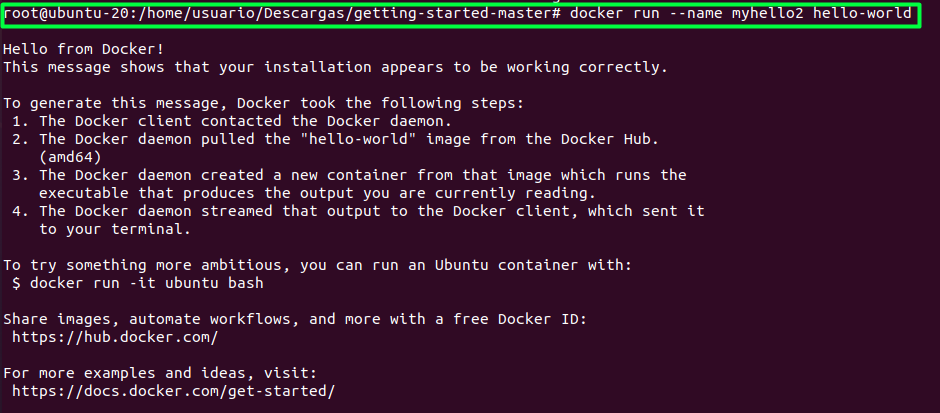 root@ubuntu-20:/home/usuario/Descargas/getting-started-master# docker run --name myhello2 hello-world
Hello from Docker!
This message shows that your installation appears to be working correctly.
To generate this message, Docker took the following steps:
1. The Docker client contacted the Docker daemon.
2. The Docker daemon pulled the "hello-world" image from the Docker Hub.
(amd64)
3. The Docker daemon created a new container from that image which runs the
executable that produces the output you are currently reading.
4. The Docker daemon streamed that output to the Docker client, which sent it
to your terminal.
To try something more ambitious, you can run an Ubuntu container with:
$ docker run -it ubuntu bash
Share images, automate workflows, and more with a free Docker ID:
https://hub.docker.com/
For more examples and ideas, visit:
https://docs.docker.com/get-started/